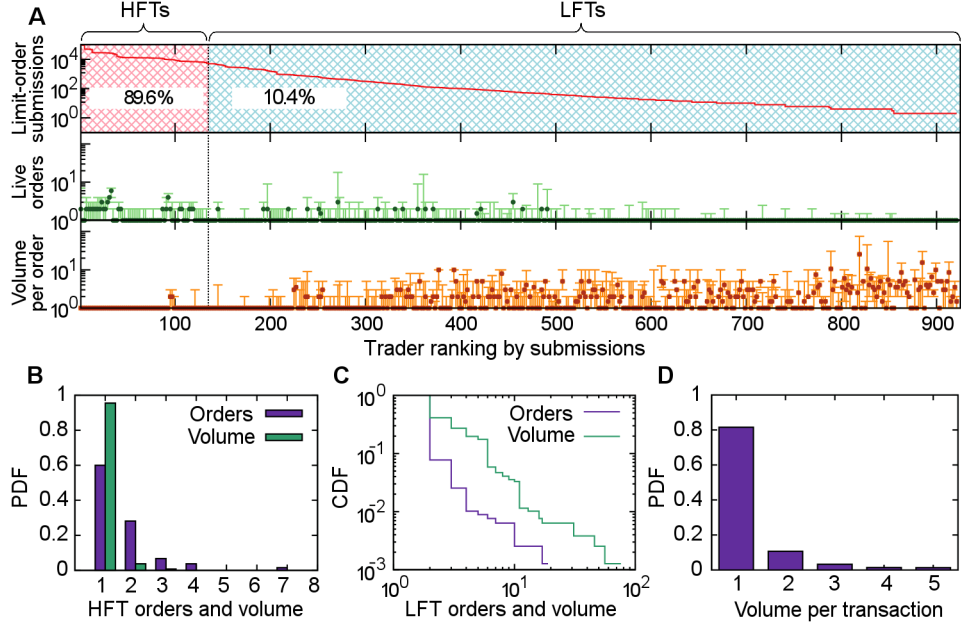 HFTs LFTs
A
Limit-order
submissions
10^4
10^2
10^0
89.6% 10.4%
Live
orders
10^1
10^0
Volume
per order
10^1
10^0
100 200 300 400 500 600 700 800 900
Trader ranking by submissions
B
PDF
1
0.8
0.6
0.4
0.2
0
Orders
Volume
1 2 3 4 5 6 7 8
HFT orders and volume
C
CDF
10^0
10^-1
10^-2
10^-3
Orders
Volume
10^0 10^1 10^2
LFT orders and volume
D
PDF
1
0.8
0.6
0.4
0.2
0
1 2 3 4 5
Volume per transaction